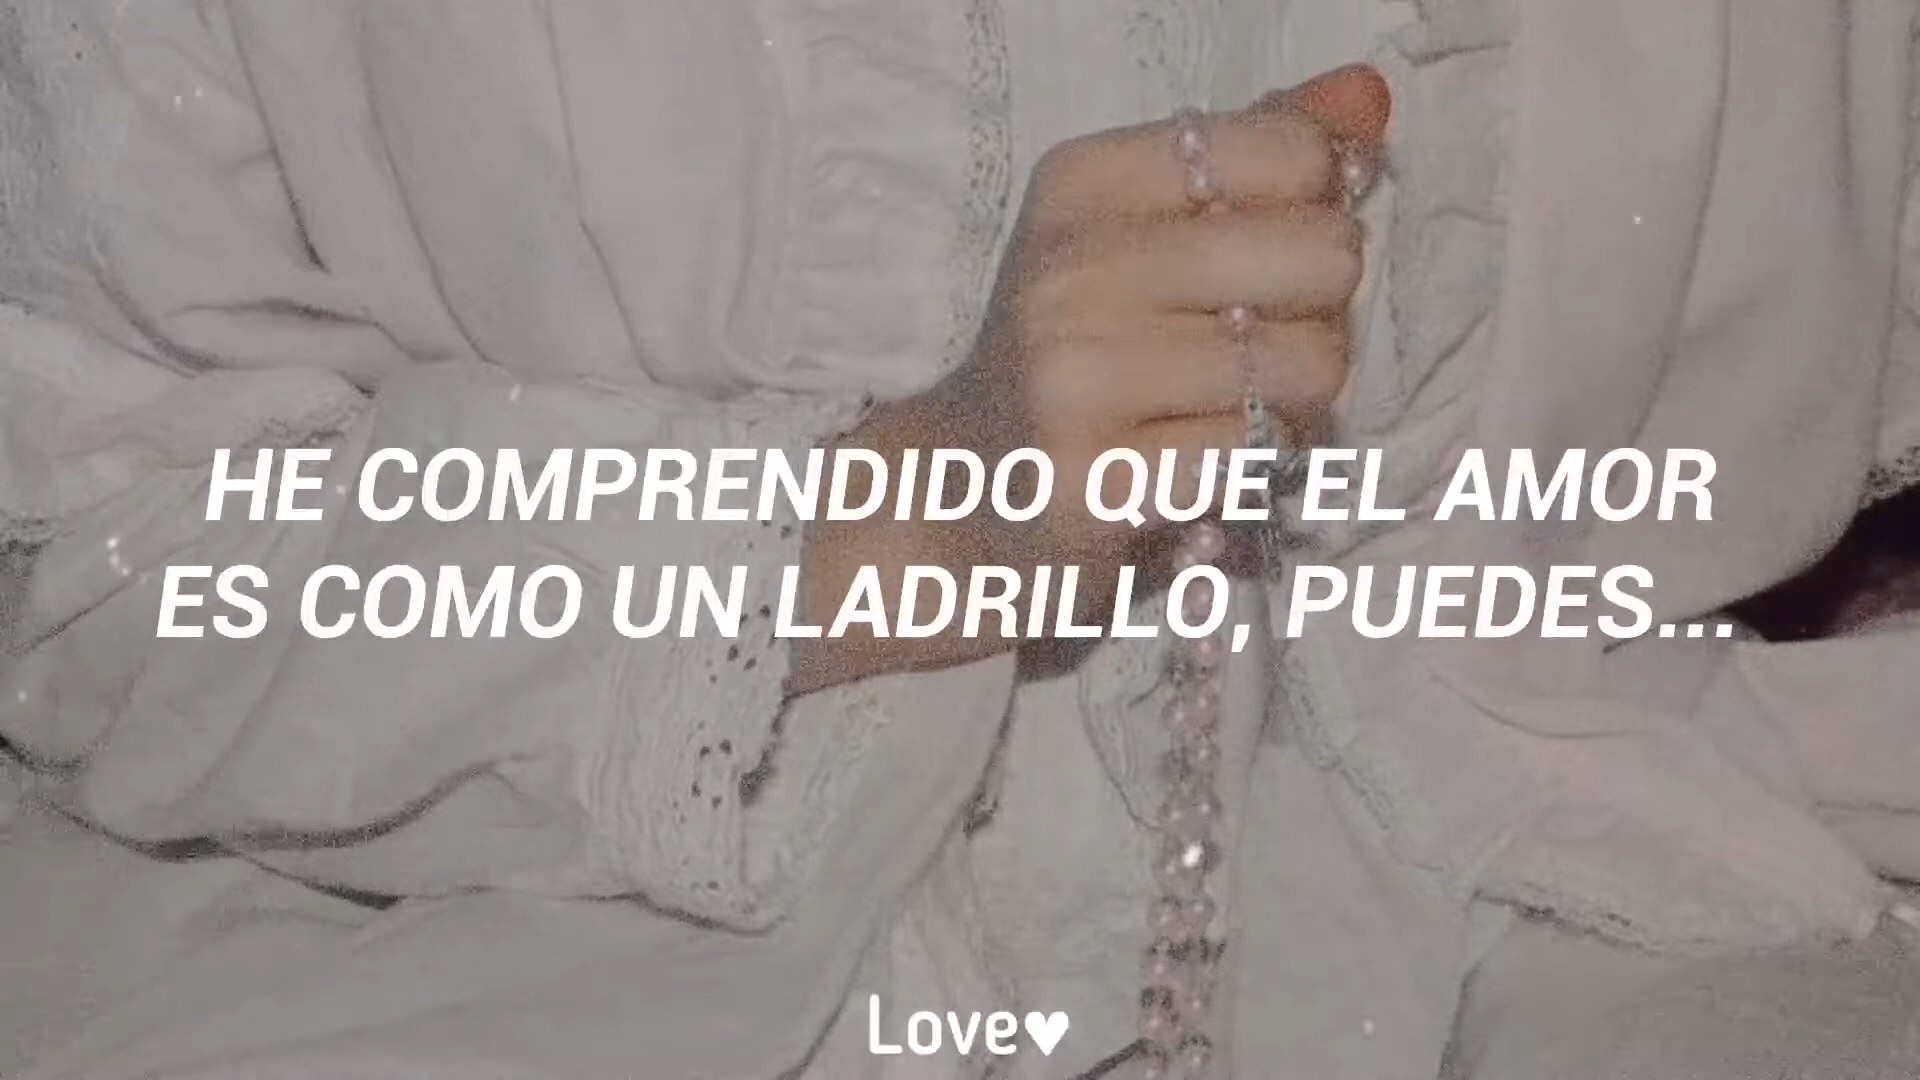 HE COMPRENDIDO QUE EL AMOR
ES COMO UN LADRILLO, PUEDES...
Love♥